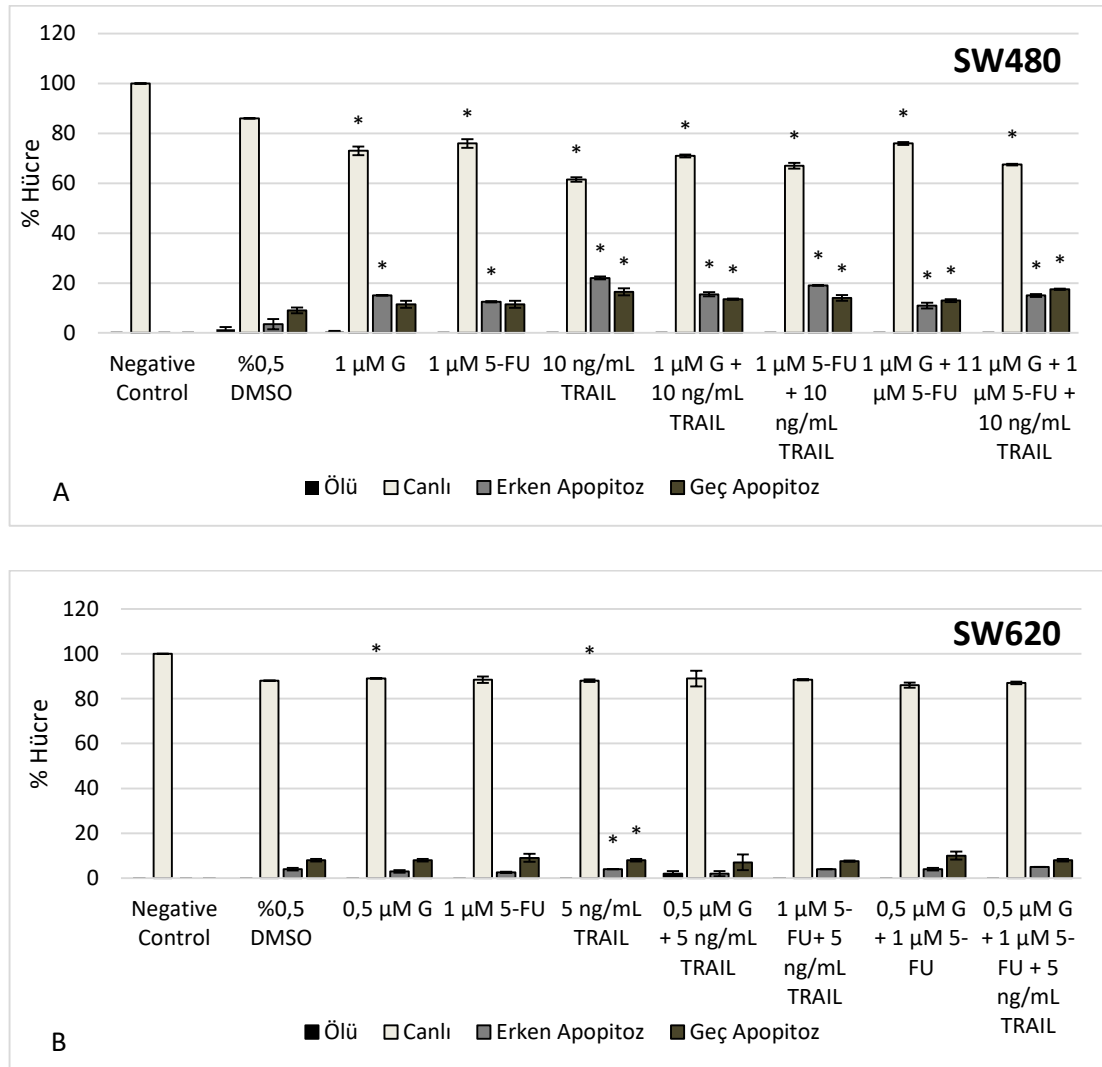 120
SW480
100
80
60
40
20
0
% Hücre
* * * * * * *
* * * * * * *
* * * * *
Negative %0,5 1 µM G 1 µM 5-FU 10 ng/mL 1 µM G + 1 µM 5-FU 1 µM G + 1 1 µM G + 1
Control DMSO TRAIL 10 ng/mL + 10 µM 5-FU µM 5-FU +
TRAIL ng/mL 10 ng/mL
TRAIL TRAIL
A
Ölü Canlı Erken Apopitoz Geç Apopitoz
120
SW620
100
80
60
40
20
0
% Hücre
* *
* *
Negative %0,5 0,5 µM G 1 µM 5-FU 5 ng/mL 0,5 µM G 1 µM 5- 0,5 µM G 0,5 µM G
Control DMSO TRAIL + 5 ng/mL FU+ 5 + 1 µM 5- + 1 µM 5-
TRAIL ng/mL FU FU + 5
TRAIL ng/mL
TRAIL
B
Ölü Canlı Erken Apopitoz Geç Apopitoz